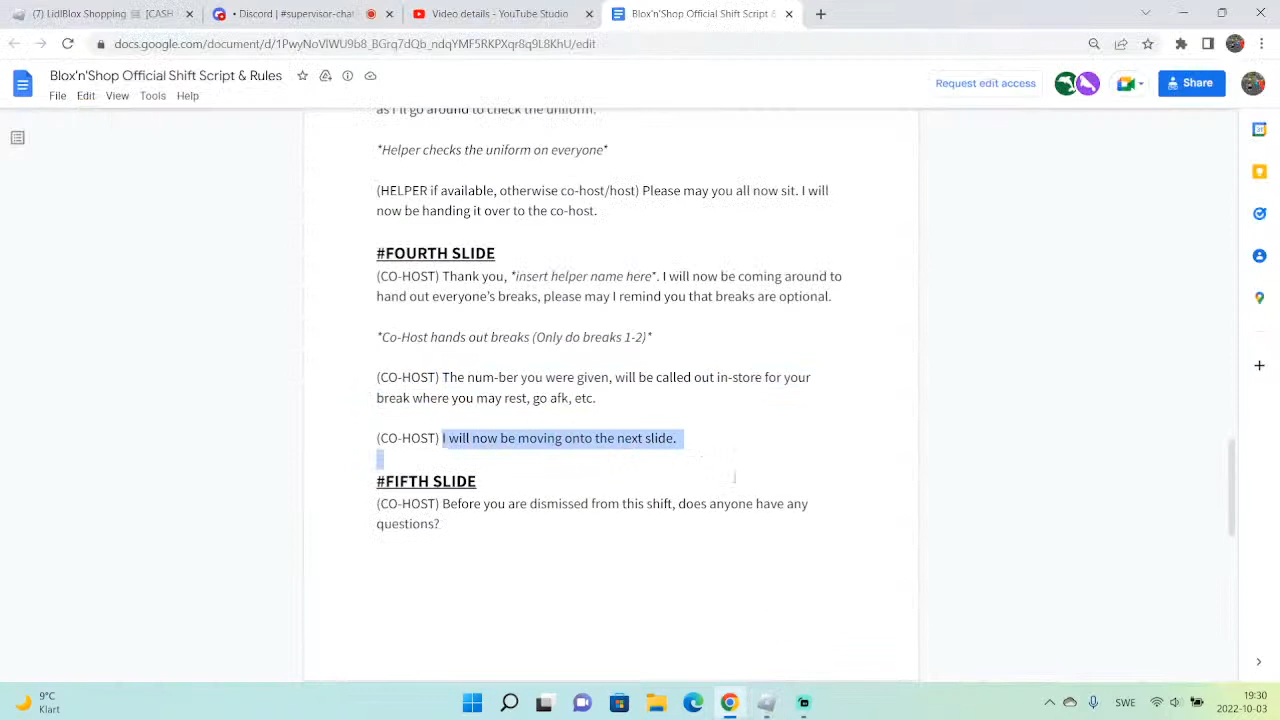 (7) Lidiart Shopping
• Discord | #supervisor-cha
YouTube Shorts - YouTube Studio
Blox'n'Shop Official Shift Script &
docs.google.com/document/d/1PwyNoVlWU9b8_BGrq7dQb_ndqYMF5RKPXqr8q9l8KhU/edit
Blox'n'Shop Official Shift Script & Rules
File Edit View Tools Help
Request edit access
Share
as I'll go around to check the uniform.
*Helper checks the uniform on everyone*
(HELPER if available, otherwise co-host/host) Please may you all now sit. I will
now be handing it over to the co-host.
#FOURTH SLIDE
(CO-HOST) Thank you, *insert helper name here*. I will now be coming around to
hand out everyone's breaks, please may I remind you that breaks are optional.
*Co-Host hands out breaks (Only do breaks 1-2)*
(CO-HOST) The num-ber you were given, will be called out in-store for your
break where you may rest, go afk, etc.
(CO-HOST) I will now be moving onto the next slide.
#FIFTH SLIDE
(CO-HOST) Before you are dismissed from this shift, does anyone have any
questions?
9°C
Klart
SWE
19:30
2022-10-03